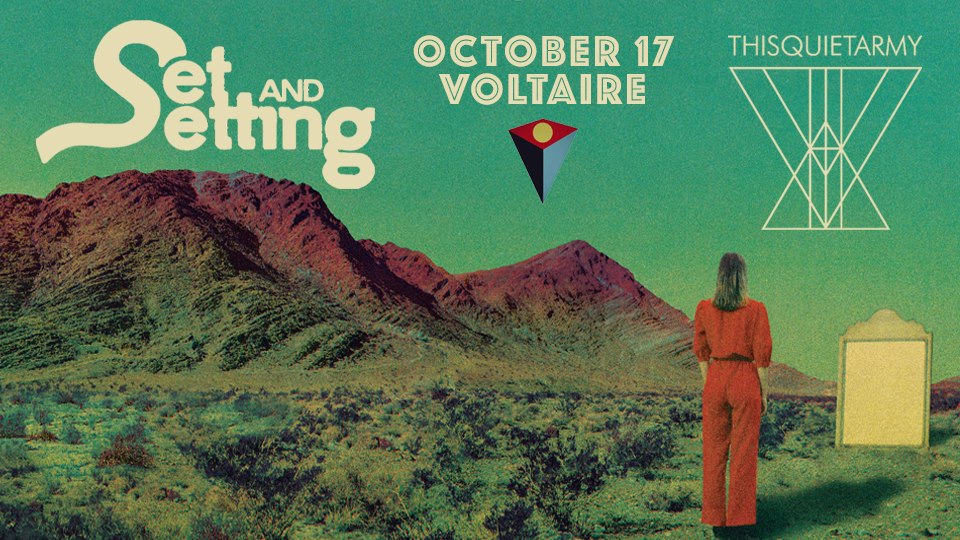 Set AND
Setting
OCTOBER 17
VOLTAIRE
THISQUIETARMY